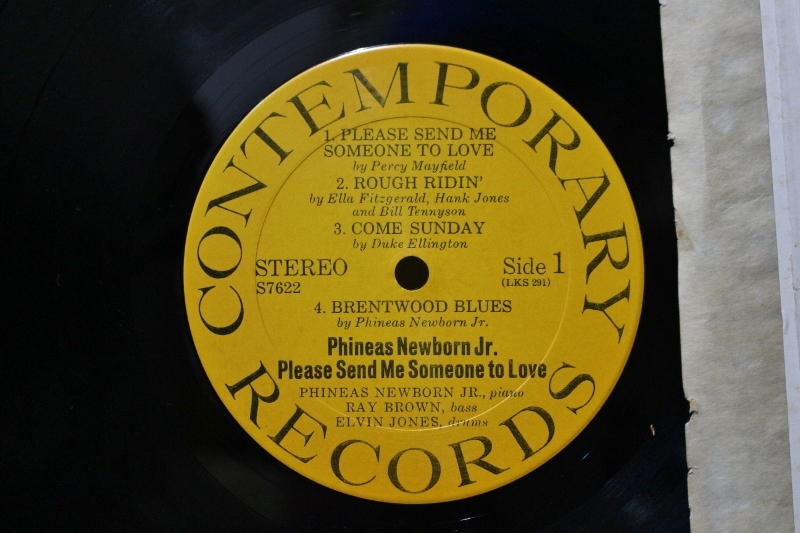 CONTEMPORARY
1. PLEASE SEND ME
SOMEONE TO LOVE
by Percy Mayfield
2. ROUGH RIDIN'
by Ella Fitzgerald, Hank Jones
and Bill Tennyson
3. COME SUNDAY
by Duke Ellington
STEREO
S7622
Side 1
(LKS 291)
4. BRENTWOOD BLUES
by Phineas Newborn Jr.
Phineas Newborn Jr.
Please Send Me Someone to Love
PHINEAS NEWBORN JR., piano
RAY BROWN, bass
ELVIN JONES, drums
RECORDS